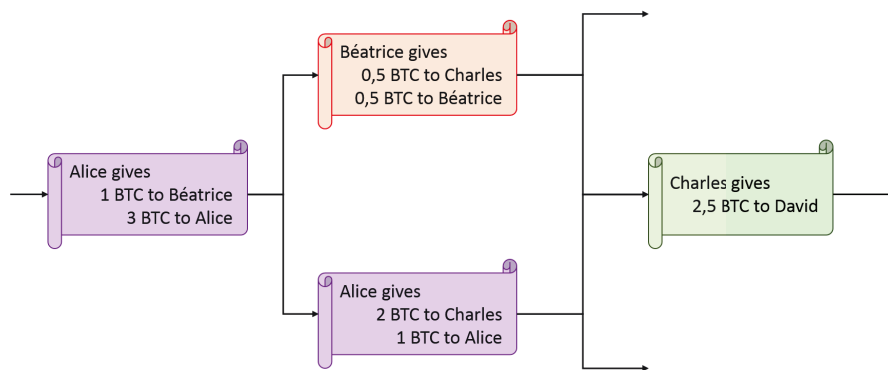 Alice gives
1 BTC to Béatrice
3 BTC to Alice
Béatrice gives
0,5 BTC to Charles
0,5 BTC to Béatrice
Alice gives
2 BTC to Charles
1 BTC to Alice
Charles gives
2,5 BTC to David